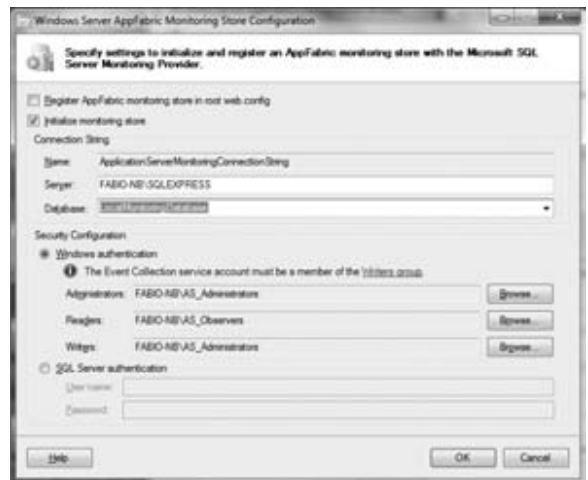 Windows Server AppFabric Monitoring Store Configuration
Specify settings to initialize and register an AppFabric monitoring store with the Microsoft SQL
Server Monitoring Provider.
Register AppFabric monitoring store in root web.config
Initialize monitoring store
Connection String
Name: ApplicationServerMonitoringConnectionString
Server: FABIO-NB\SQLEXPRESS
Database:
Security Configuration
Windows authentication
The Event Collection service account must be a member of the Writers group.
Administrators: FABIO-NB\AS_Administrators Browse...
Readers: FABIO-NB\AS_Observers Browse...
Writers: FABIO-NB\AS_Administrators Browse...
SQL Server authentication
User name:
Password:
Help OK Cancel